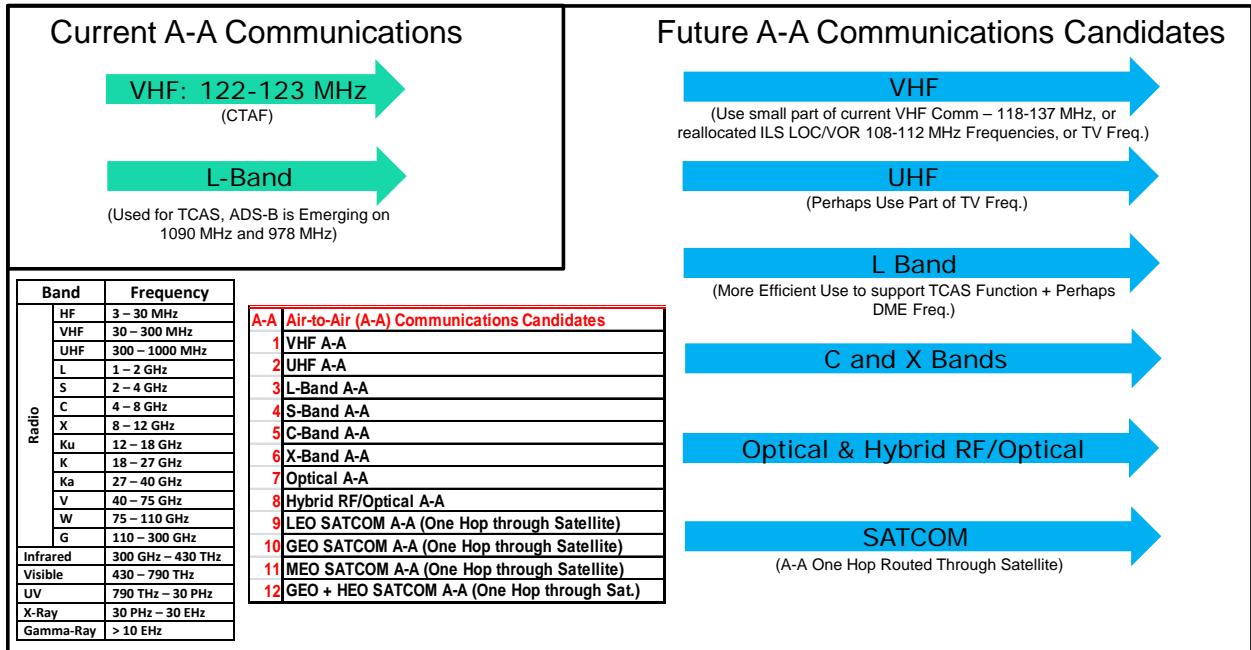 Current A-A Communications
VHF: 122-123 MHz
(CTAF)
L-Band
(Used for TCAS, ADS-B is Emerging on
1090 MHz and 978 MHz)
Future A-A Communications Candidates
VHF
(Use small part of current VHF Comm – 118-137 MHz, or
reallocated ILS LOC/VOR 108-112 MHz Frequencies, or TV Freq.)
UHF
(Perhaps Use Part of TV Freq.)
L Band
(More Efficient Use to support TCAS Function + Perhaps
DME Freq.)
C and X Bands
Optical & Hybrid RF/Optical
SATCOM
(A-A One Hop Routed Through Satellite)
Band Frequency
Radio
HF 3 – 30 MHz
VHF 30 – 300 MHz
UHF 300 – 1000 MHz
L 1 – 2 GHz
S 2 – 4 GHz
C 4 – 8 GHz
X 8 – 12 GHz
Ku 12 – 18 GHz
K 18 – 27 GHz
Ka 27 – 40 GHz
V 40 – 75 GHz
W 75 – 110 GHz
G 110 – 300 GHz
Infrared 300 GHz – 430 THz
Visible 430 – 790 THz
UV 790 THz – 30 PHz
X-Ray 30 PHz – 30 EHz
Gamma-Ray > 10 EHz
A-A Air-to-Air (A-A) Communications Candidates
1 VHF A-A
2 UHF A-A
3 L-Band A-A
4 S-Band A-A
5 C-Band A-A
6 X-Band A-A
7 Optical A-A
8 Hybrid RF/Optical A-A
9 LEO SATCOM A-A (One Hop through Satellite)
10 GEO SATCOM A-A (One Hop through Satellite)
11 MEO SATCOM A-A (One Hop through Satellite)
12 GEO + HEO SATCOM A-A (One Hop through Sat.)